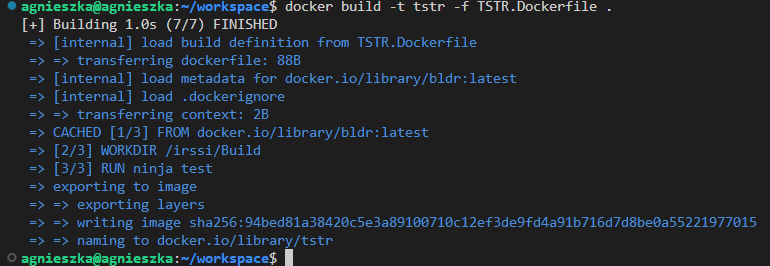 agnieszka@agnieszka:~/workspace$ docker build -t tstr -f TSTR.Dockerfile .
[+] Building 1.0s (7/7) FINISHED
=> [internal] load build definition from TSTR.Dockerfile
=> => transferring dockerfile: 88B
=> [internal] load metadata for docker.io/library/bldr:latest
=> [internal] load .dockerignore
=> => transferring context: 2B
=> CACHED [1/3] FROM docker.io/library/bldr:latest
=> [2/3] WORKDIR /irssi/Build
=> [3/3] RUN ninja test
=> exporting to image
=> => exporting layers
=> => writing image sha256:94bed81a38420c5e3a89100710c12ef3de9fd4a91b716d7d8be0a55221977015
=> => naming to docker.io/library/tstr
agnieszka@agnieszka:~/workspace$